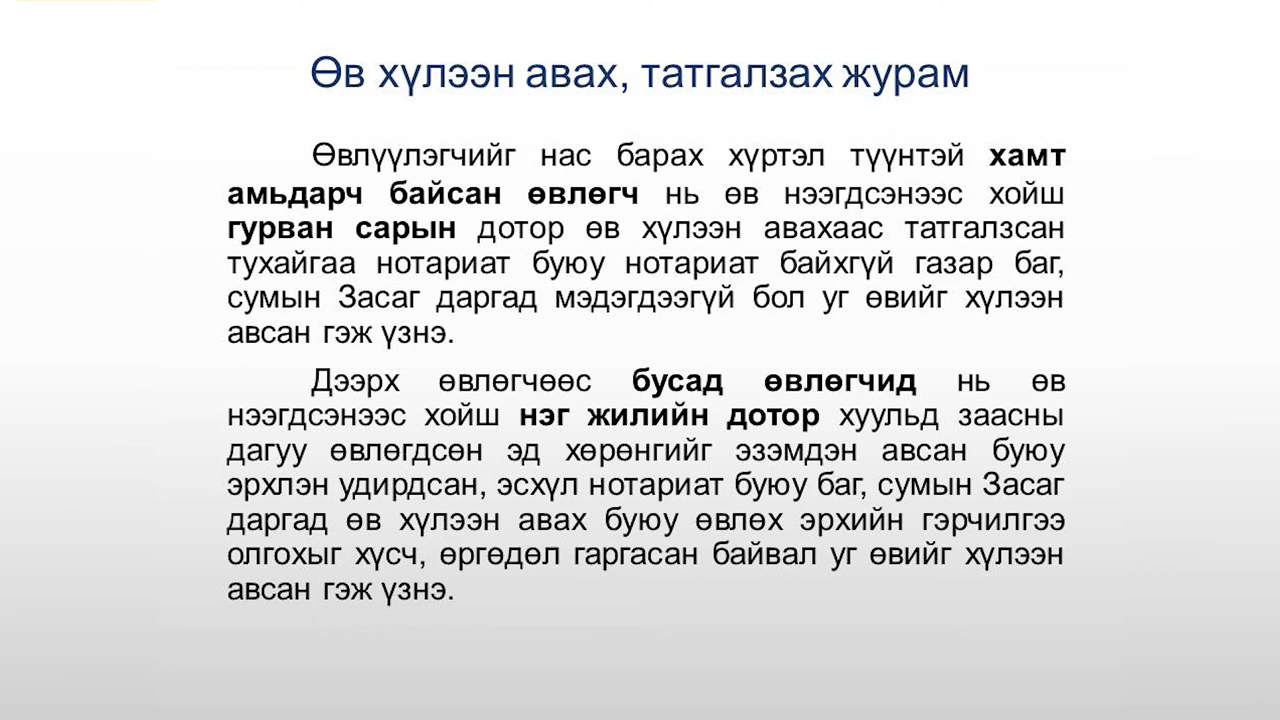 Өв хүлээн авах, татгалзах журам
Өвлүүлэгчийг нас барах хүртэл түүнтэй хамт
амьдарч байсан өвлөгч нь өв нээгдсэнээс хойш
гурван сарын дотор өв хүлээн авахаас татгалзсан
тухайгаа нотариат буюу нотариат байхгүй газар баг,
сумын Засаг даргад мэдэгдээгүй бол уг өвийг хүлээн
авсан гэж үзнэ.
Дээрх өвлөгчөөс бусад өвлөгчид нь өв
нээгдсэнээс хойш нэг жилийн дотор хуульд заасны
дагуу өвлөгдсөн эд хөрөнгийг эзэмдэн авсан буюу
эрхлэн удирдсан, эсхүл нотариат буюу баг, сумын Засаг
даргад өв хүлээн авах буюу өвлөх эрхийн гэрчилгээ
олгохыг хүсч, өргөдөл гаргасан байвал уг өвийг хүлээн
авсан гэж үзнэ.